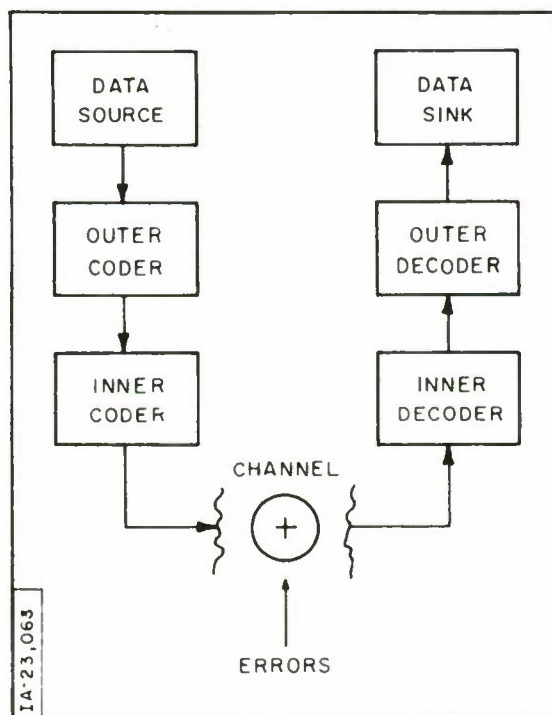 DATA
SOURCE
OUTER
CODER
INNER
CODER
CHANNEL
+
ERRORS
INNER
DECODER
OUTER
DECODER
DATA
SINK
IA-23,063